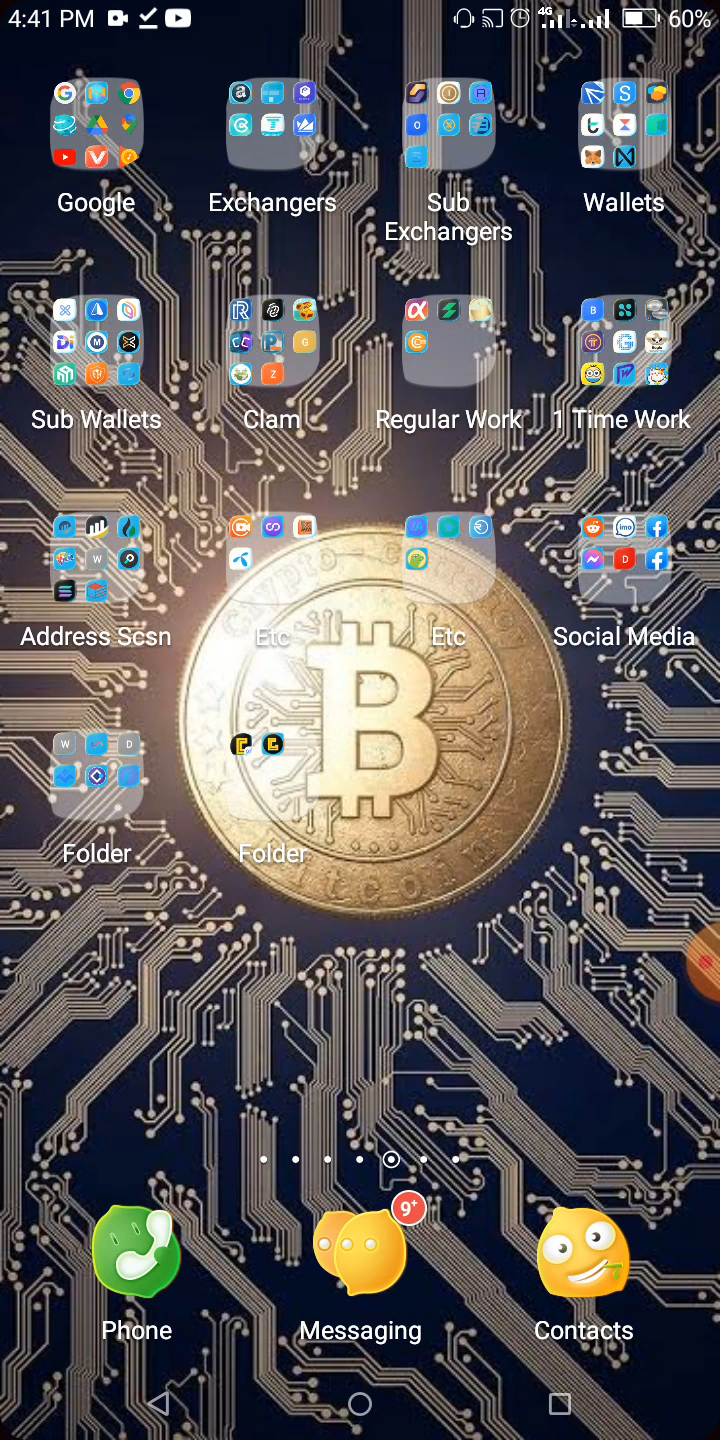 4:41 PM
4G
60%
Google
Exchangers
Sub
Exchangers
Wallets
Sub Wallets
Clam
Regular Work
1 Time Work
Address Scsn
Etc
Etc
Social Media
Folder
Folder
9+
Phone
Messaging
Contacts